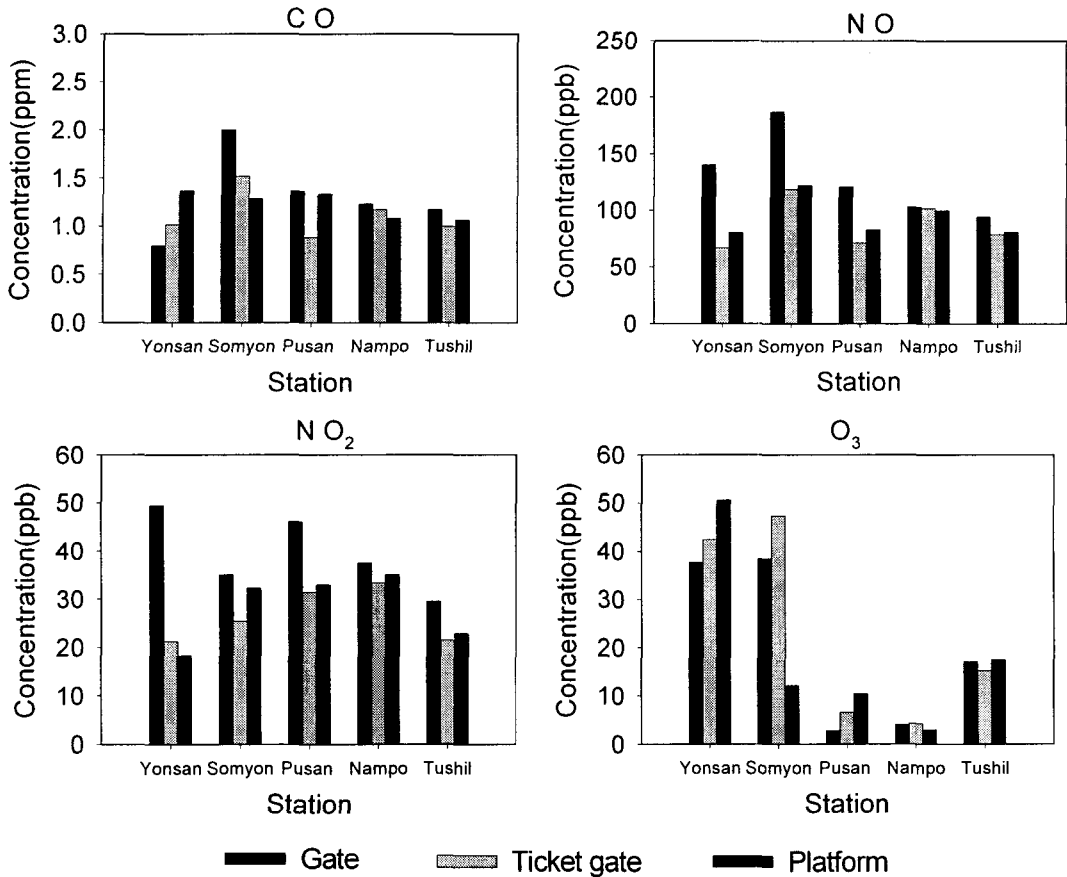 C O
3.0
2.5
2.0
1.5
1.0
0.5
0.0
Concentration(ppm)
Yonsan Somyon Pusan Nampo Tushil
Station
N O
250
200
150
100
50
0
Concentration(ppb)
Yonsan Somyon Pusan Nampo Tushil
Station
N O₂
60
50
40
30
20
10
0
Concentration(ppb)
Yonsan Somyon Pusan Nampo Tushil
Station
O₃
60
50
40
30
20
10
0
Concentration(ppb)
Yonsan Somyon Pusan Nampo Tushil
Station
Gate Ticket gate Platform